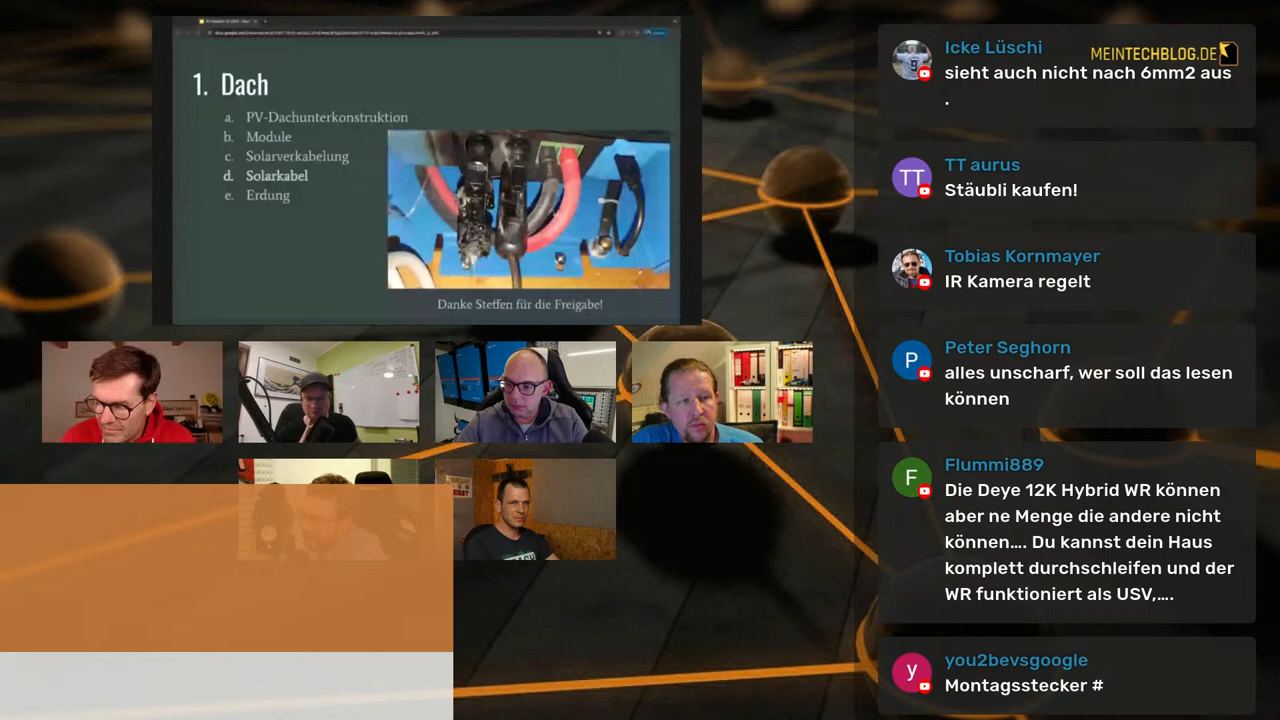 1. Dach
a. PV-Dachunterkonstruktion
b. Module
c. Solarverkabelung
d. Solarkabel
e. Erdung
Danke Steffen für die Freigabe!
MEINTECHBLOG.DE
Icke Lüschi
sieht auch nicht nach 6mm2 aus
.
TT
TT aurus
Stäubli kaufen!
Tobias Kornmayer
IR Kamera regelt
P
Peter Seghorn
alles unscharf, wer soll das lesen
können
F
Flummi889
Die Deye 12K Hybrid WR können
aber ne Menge die andere nicht
können.... Du kannst dein Haus
komplett durchschleifen und der
WR funktioniert als USV,....
y
you2bevsgoogle
Montagsstecker #